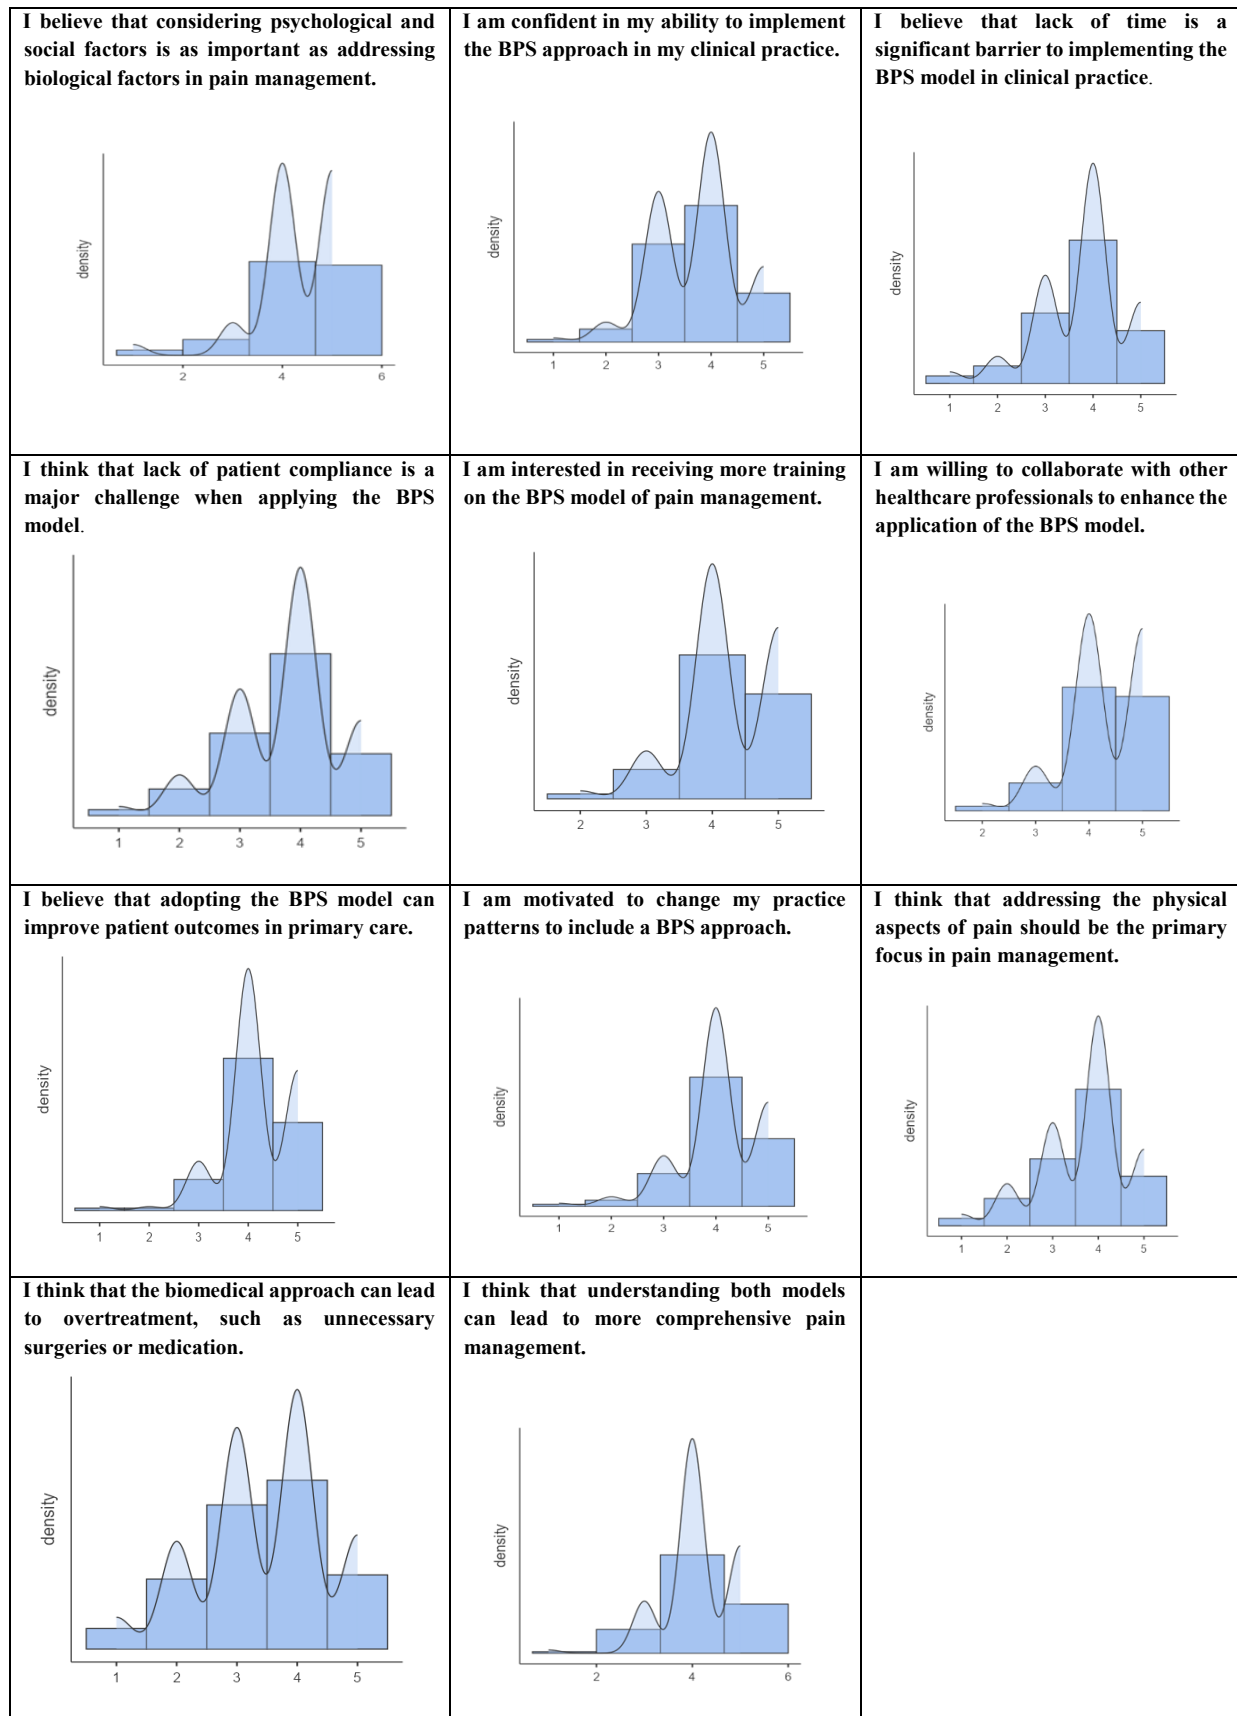 I believe that considering psychological and
social factors is as important as addressing
biological factors in pain management.
density
2 4 6
I am confident in my ability to implement
the BPS approach in my clinical practice.
density
1 2 3 4 5
I believe that lack of time is a
significant barrier to implementing the
BPS model in clinical practice.
density
1 2 3 4 5
I think that lack of patient compliance is a
major challenge when applying the BPS
model.
density
1 2 3 4 5
I am interested in receiving more training
on the BPS model of pain management.
density
2 3 4 5
I am willing to collaborate with other
healthcare professionals to enhance the
application of the BPS model.
density
2 3 4 5
I believe that adopting the BPS model can
improve patient outcomes in primary care.
density
1 2 3 4 5
I am motivated to change my practice
patterns to include a BPS approach.
density
1 2 3 4 5
I think that addressing the physical
aspects of pain should be the primary
focus in pain management.
density
1 2 3 4 5
I think that the biomedical approach can lead
to overtreatment, such as unnecessary
surgeries or medication.
density
1 2 3 4 5
I think that understanding both models
can lead to more comprehensive pain
management.
density
2 4 6